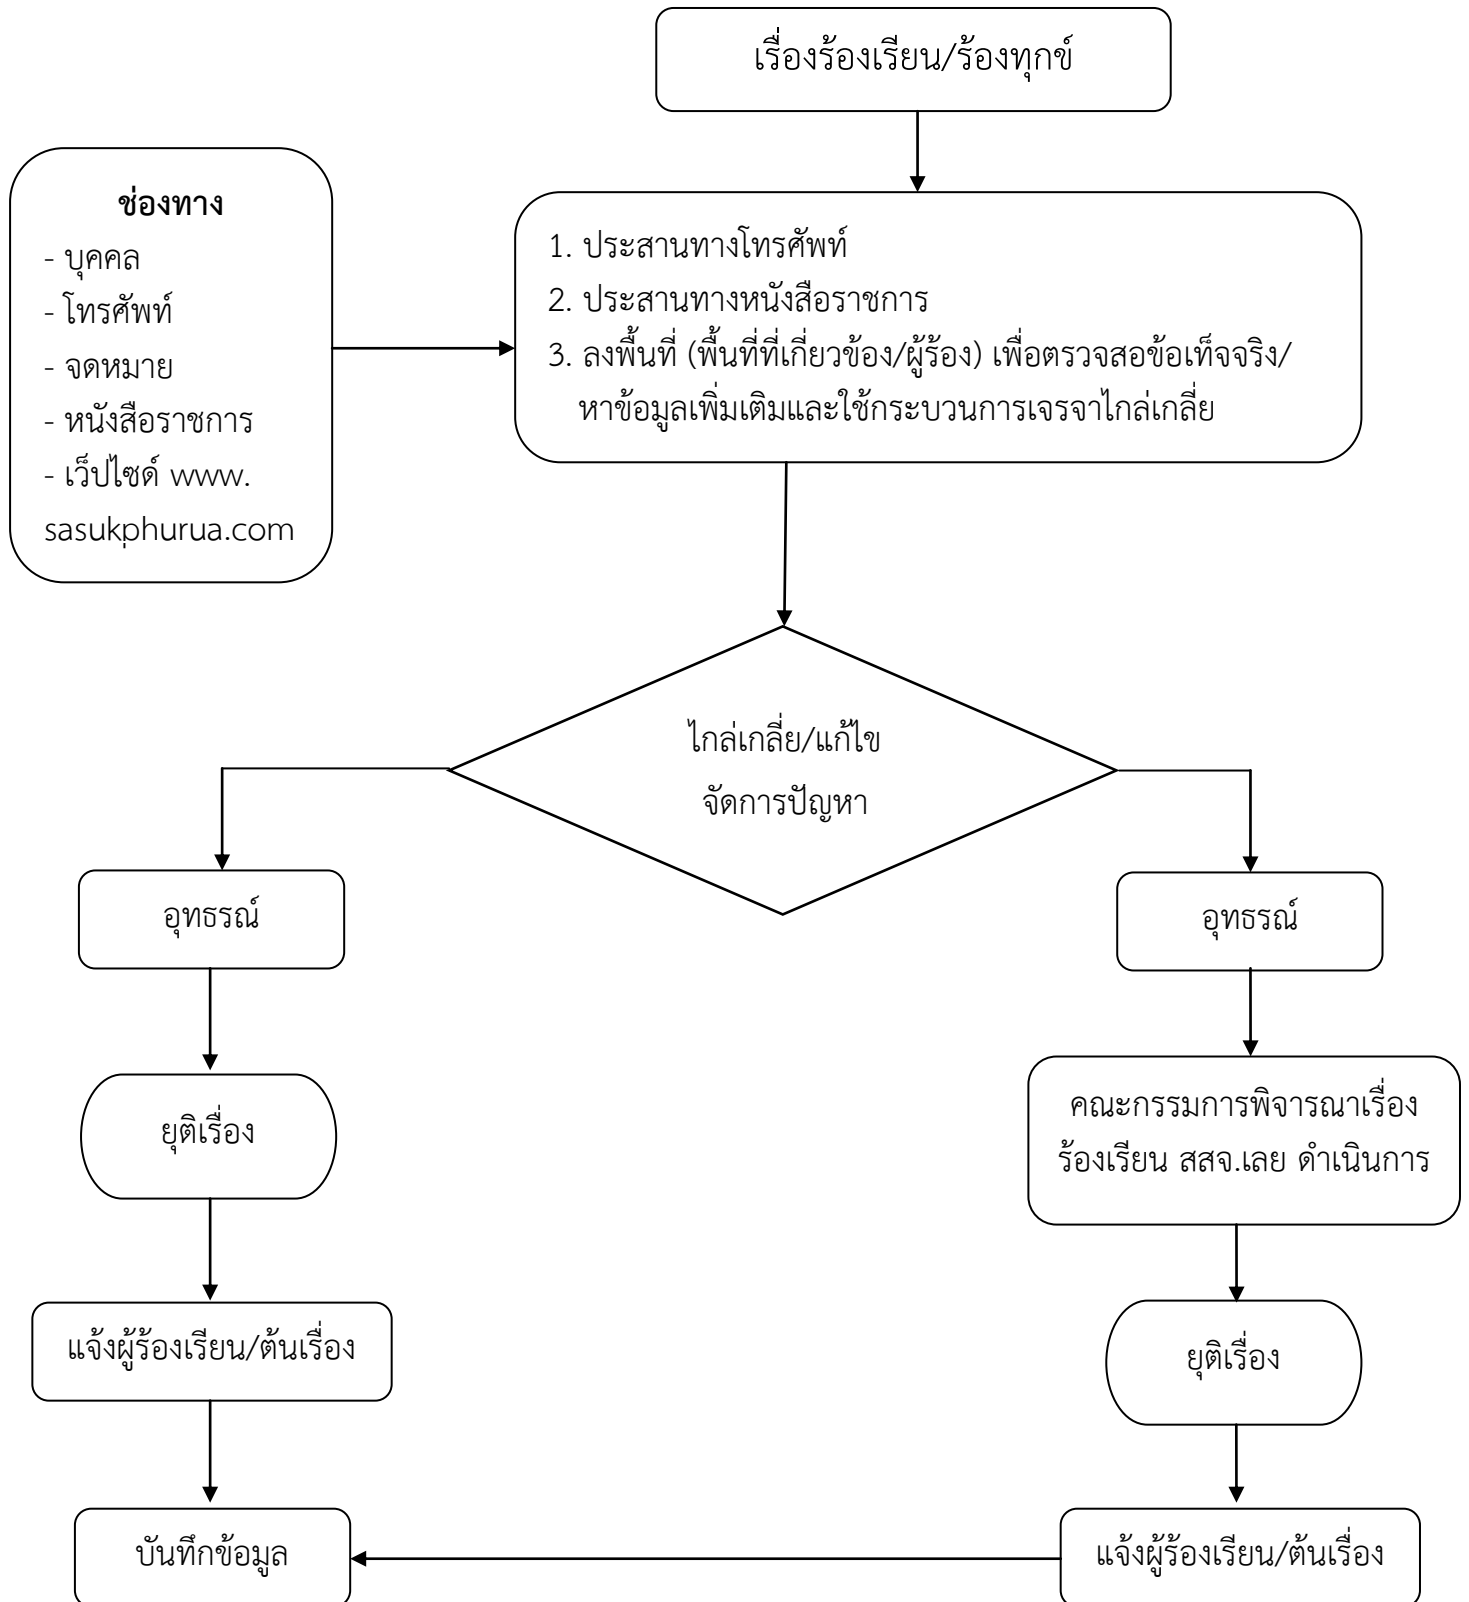 เรื่องร้องเรียน/ร้องทุกข์
ช่องทาง
- บุคคล
- โทรศัพท์
- จดหมาย
- หนังสือราชการ
- เว็ปไซด์ www.
sasukphurua.com
1. ประสานทางโทรศัพท์
2. ประสานทางหนังสือราชการ
3. ลงพื้นที่ (พื้นที่ที่เกี่ยวข้อง/ผู้ร้อง) เพื่อตรวจสอข้อเท็จจริง/
หาข้อมูลเพิ่มเติมและใช้กระบวนการเจรจาไกล่เกลี่ย
ไกล่เกลี่ย/แก้ไข
จัดการปัญหา
อุทธรณ์
ยุติเรื่อง
แจ้งผู้ร้องเรียน/ต้นเรื่อง
บันทึกข้อมูล
อุทธรณ์
คณะกรรมการพิจารณาเรื่อง
ร้องเรียน สสจ.เลย ดำเนินการ
ยุติเรื่อง
แจ้งผู้ร้องเรียน/ต้นเรื่อง